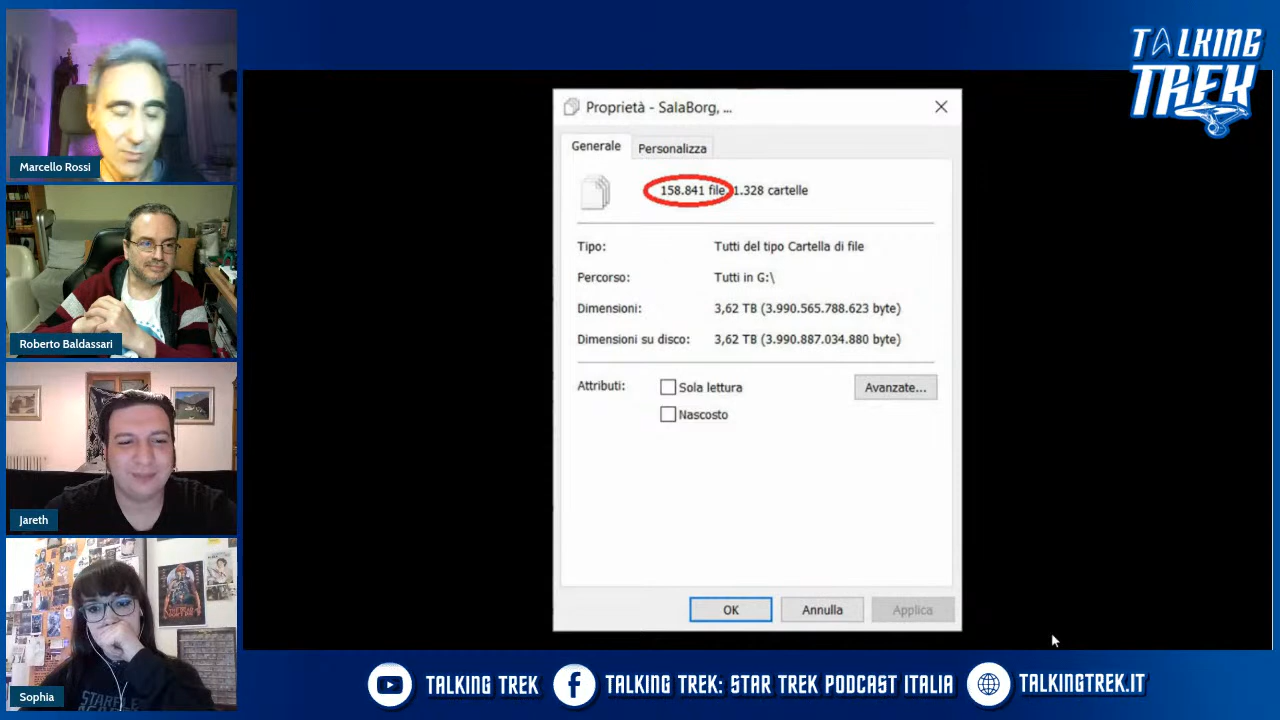 Marcello Rossi
Roberto Baldassari
Jareth
Sophia
TALKING
TREK
Proprietà - SalaBorg, ...
Generale
Personalizza
158.841 file, 1.328 cartelle
Tipo: Tutti del tipo Cartella di file
Percorso: Tutti in G:\
Dimensioni: 3,62 TB (3.990.565.788.623 byte)
Dimensioni su disco: 3,62 TB (3.990.887.034.880 byte)
Attributi: Sola lettura Avanzate...
Nascosto
OK Annulla Applica
TALKING TREK TALKING TREK: STAR TREK PODCAST ITALIA TALKINGTREK.IT